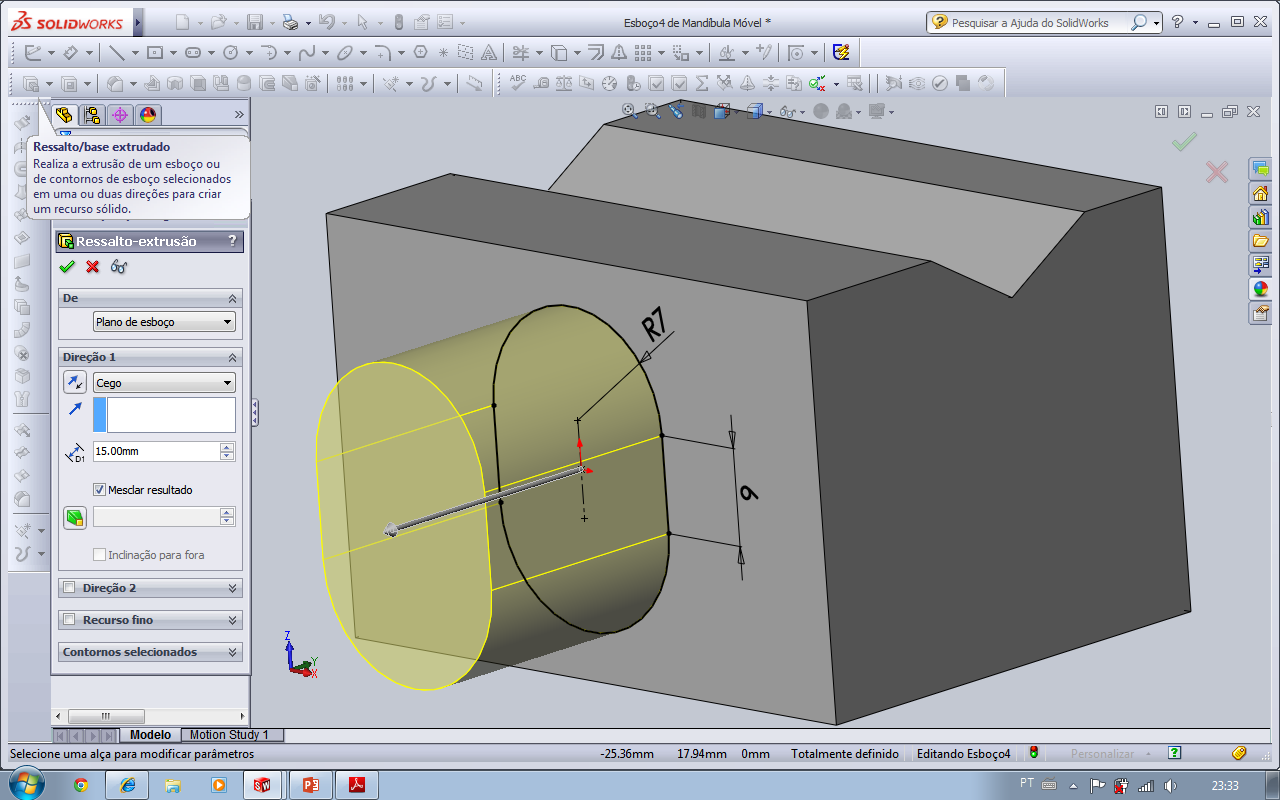 SOLIDWORKS
Esboço4 de Mandíbula Móvel *
Pesquisar a Ajuda do SolidWorks
?
ABC
Ressalto/base extrudado
Realiza a extrusão de um esboço ou
de contornos de esboço selecionados
em uma ou duas direções para criar
um recurso sólido.
Ressalto-extrusão ?
De
Plano de esboço
Direção 1
Cego
D1
15.00mm
Mesclar resultado
Inclinação para fora
Direção 2
Recurso fino
Contornos selecionados
R7
9
Z
Y
X
Modelo
Motion Study 1
Selecione uma alça para modificar parâmetros
-25.36mm 17.94mm 0mm Totalmente definido Editando Esboço4 Personalizar ?
PT
23:33